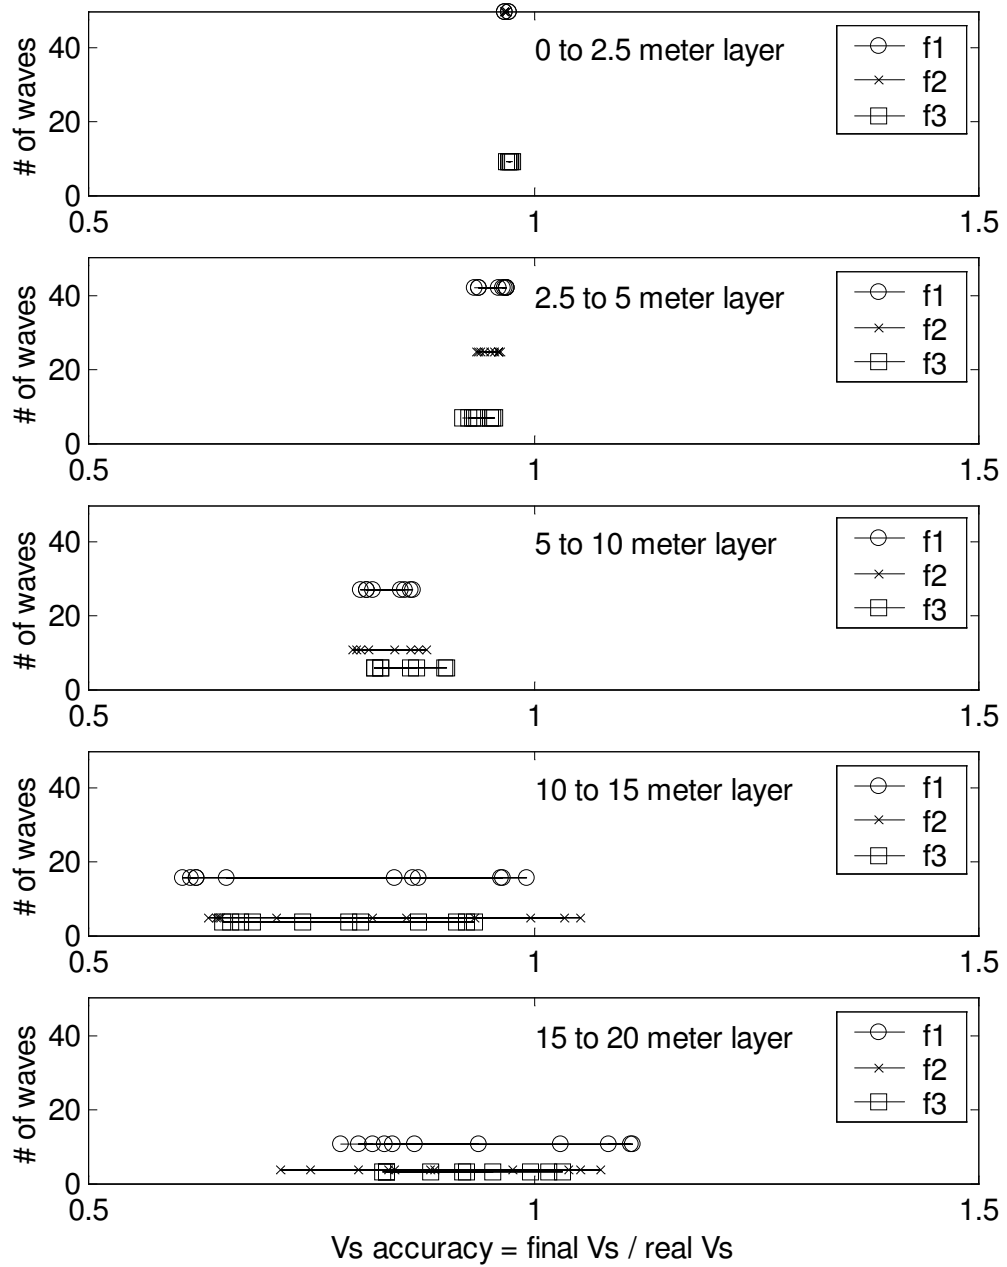 # of waves
40
20
0
0.5
1
1.5
0 to 2.5 meter layer
f1
f2
f3
# of waves
40
20
0
0.5
1
1.5
2.5 to 5 meter layer
f1
f2
f3
# of waves
40
20
0
0.5
1
1.5
5 to 10 meter layer
f1
f2
f3
# of waves
40
20
0
0.5
1
1.5
10 to 15 meter layer
f1
f2
f3
# of waves
40
20
0
0.5
1
1.5
15 to 20 meter layer
f1
f2
f3
Vs accuracy = final Vs / real Vs